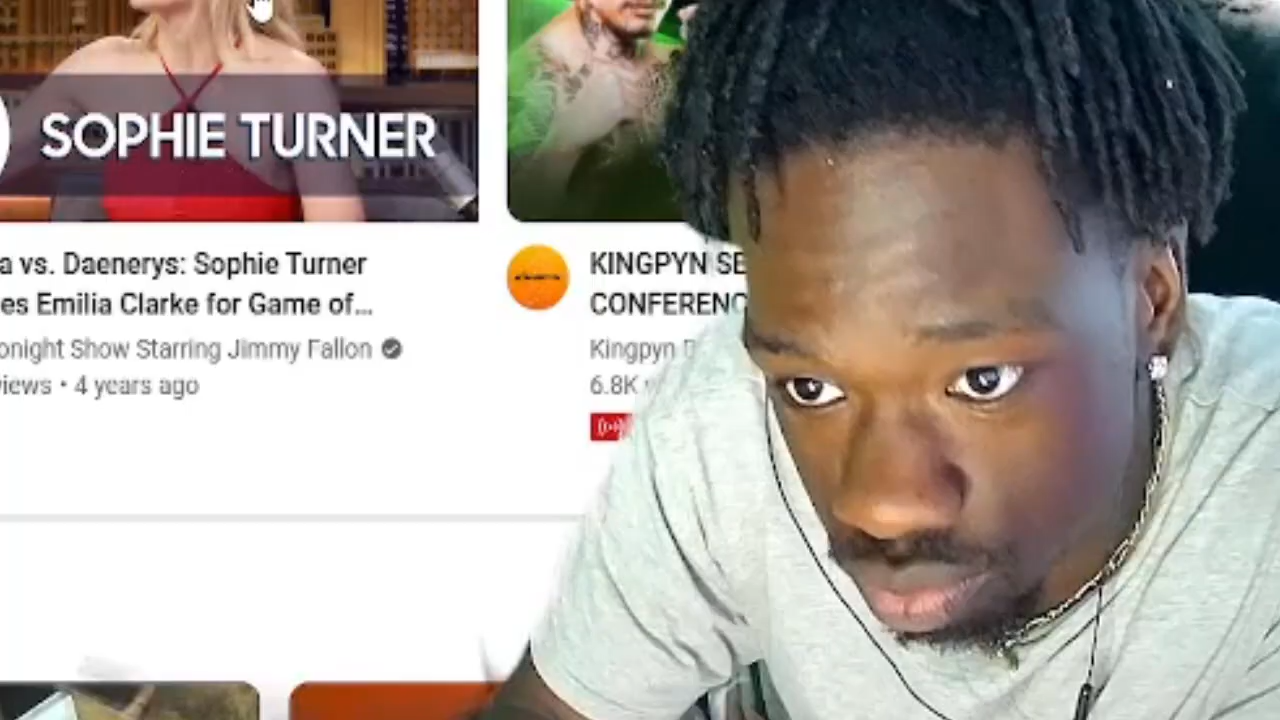 SOPHIE TURNER
a vs. Daenerys: Sophie Turner
es Emilia Clarke for Game of...
onight Show Starring Jimmy Fallon
views • 4 years ago
KINGPYN SE
CONFERENC
Kingpyn
6.8K